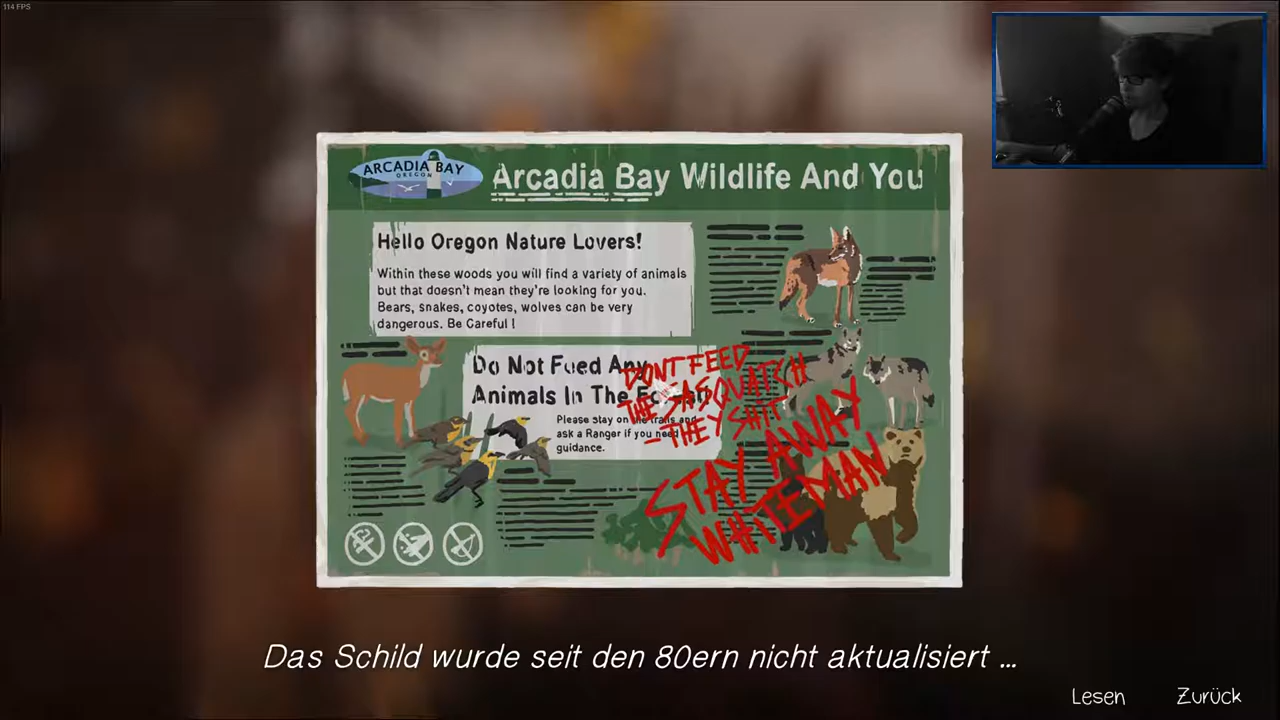 114 FPS
ARCADIA BAY
OREGON
Arcadia Bay Wildlife And You
Hello Oregon Nature Lovers!
Within these woods you will find a variety of animals
but that doesn't mean they're looking for you.
Bears, snakes, coyotes, wolves can be very
dangerous. Be Careful !
Do Not Feed Any
Animals In The
Please stay on the trails and
ask a Ranger if you need
guidance.
DONT FEED
THE SASQUATCH
-THEY SHIT
STAY AWAY
WHITEMAN
Das Schild wurde seit den 80ern nicht aktualisiert ...
Lesen
Zurück